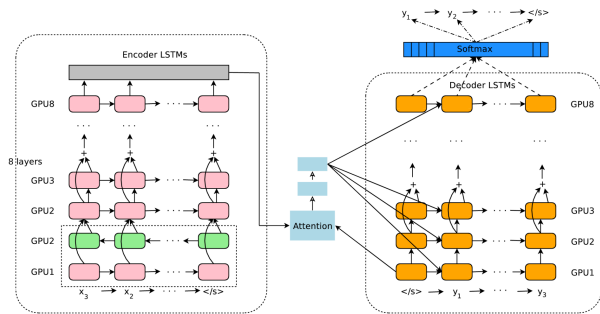 y1 y2 · · · </s>
Softmax
Encoder LSTMs
Decoder LSTMs
GPU8 · · · · · · GPU8
· · · · · ·
+ + +
8 layers
GPU3 · · · · · · GPU3
GPU2 · · ·
GPU2 · · · Attention · · · GPU2
GPU1 · · · · · · GPU1
x3 x2 · · · </s> </s> y1 · · · y3